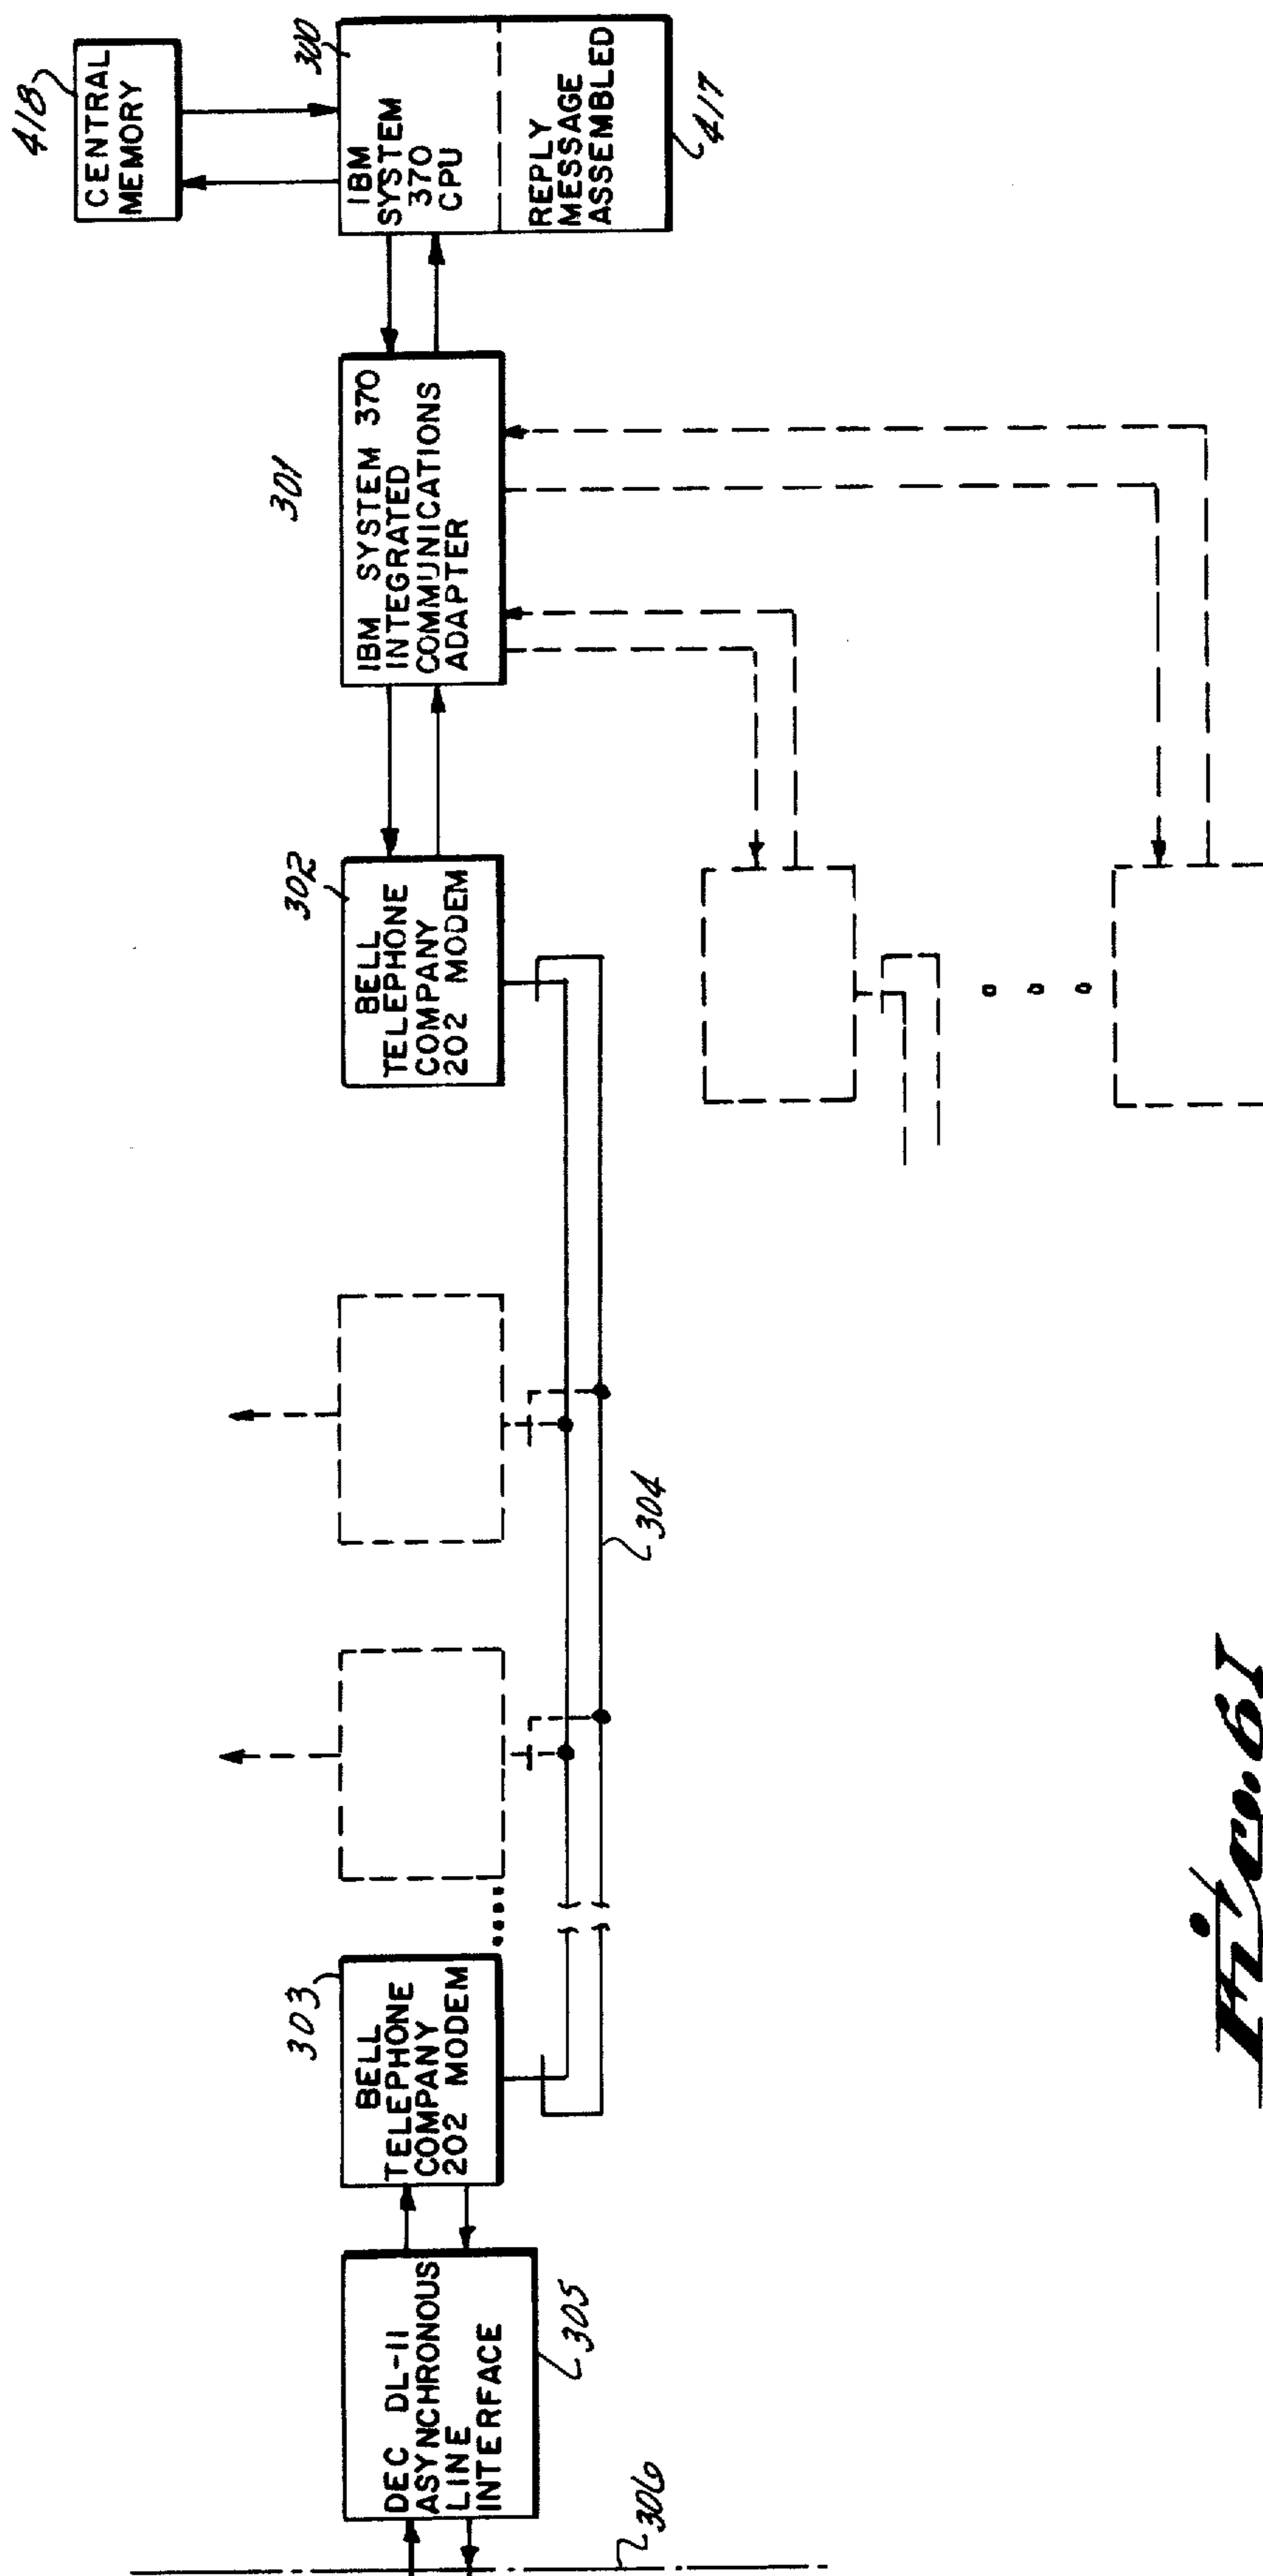 418
CENTRAL
MEMORY
300
IBM
SYSTEM
370
CPU
REPLY
MESSAGE
ASSEMBLED
417
301
IBM SYSTEM 370
INTEGRATED
COMMUNICATIONS
ADAPTER
302
BELL
TELEPHONE
COMPANY
202 MODEM
304
303
BELL
TELEPHONE
COMPANY
202 MODEM
DEC DL-11
ASYNCHRONOUS
LINE
INTERFACE
305
306
Fig. 6I